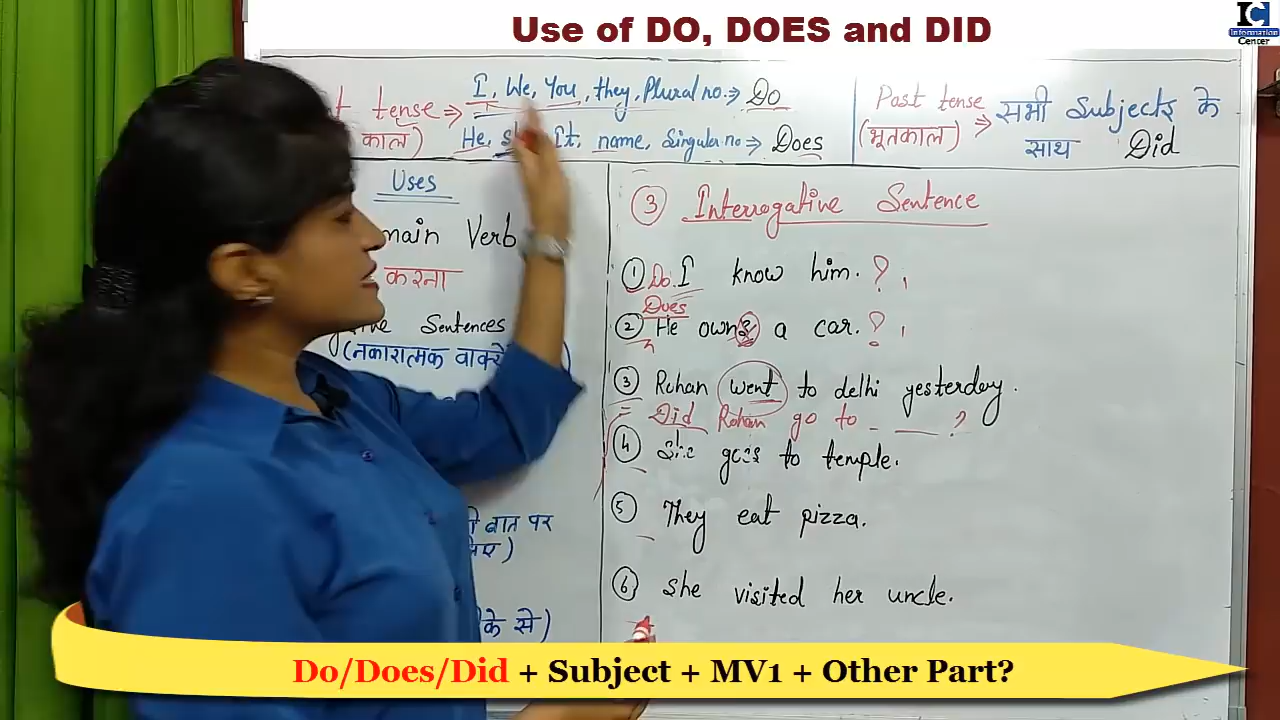 Use of DO, DOES and DID
IC
Information
Center
tense ⇒ I, We, You, they, Plural no. ⇒ Do
काल) He, It, name, Singular no ⇒ Does
Past tense ⇒ सभी Subjects के
(भूतकाल) साथ Did
Uses
main Verb
करना
Sentences
(नकारात्मक
बात पर
के से)
③ Interrogative Sentence
① Do I know him. ?
Does
② He owns a car. ?
③ Rohan went to delhi yesterday.
= Did Rohan go to _ __ ?
④ She goes to temple.
⑤ They eat pizza.
⑥ She visited her uncle.
Do/Does/Did + Subject + MV1 + Other Part?